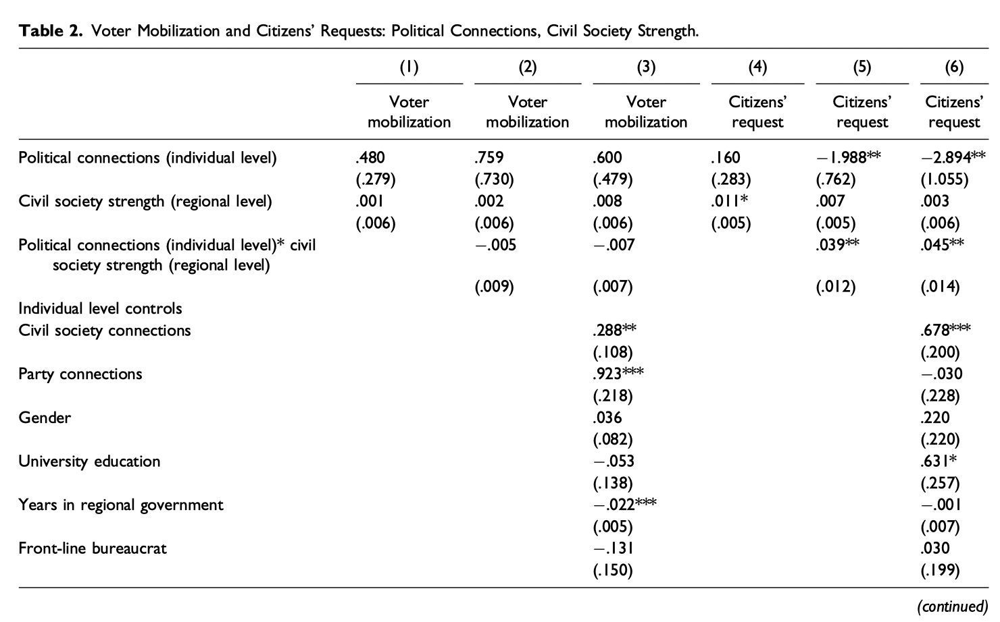 Table 2. Voter Mobilization and Citizens’ Requests: Political Connections, Civil Society Strength.
(1) (2) (3) (4) (5) (6)
Voter Voter Voter Citizens’ Citizens’ Citizens’
mobilization mobilization mobilization request request request
Political connections (individual level) .480 .759 .600 .160 −1.988** −2.894**
(.279) (.730) (.479) (.283) (.762) (1.055)
Civil society strength (regional level) .001 .002 .008 .011* .007 .003
(.006) (.006) (.006) (.005) (.005) (.006)
Political connections (individual level)* civil −.005 −.007 .039** .045**
society strength (regional level)
(.009) (.007) (.012) (.014)
Individual level controls
Civil society connections .288** .678***
(.108) (.200)
Party connections .923*** −.030
(.218) (.228)
Gender .036 .220
(.082) (.220)
University education −.053 .631*
(.138) (.257)
Years in regional government −.022*** −.001
(.005) (.007)
Front-line bureaucrat −.131 .030
(.150) (.199)
(continued)